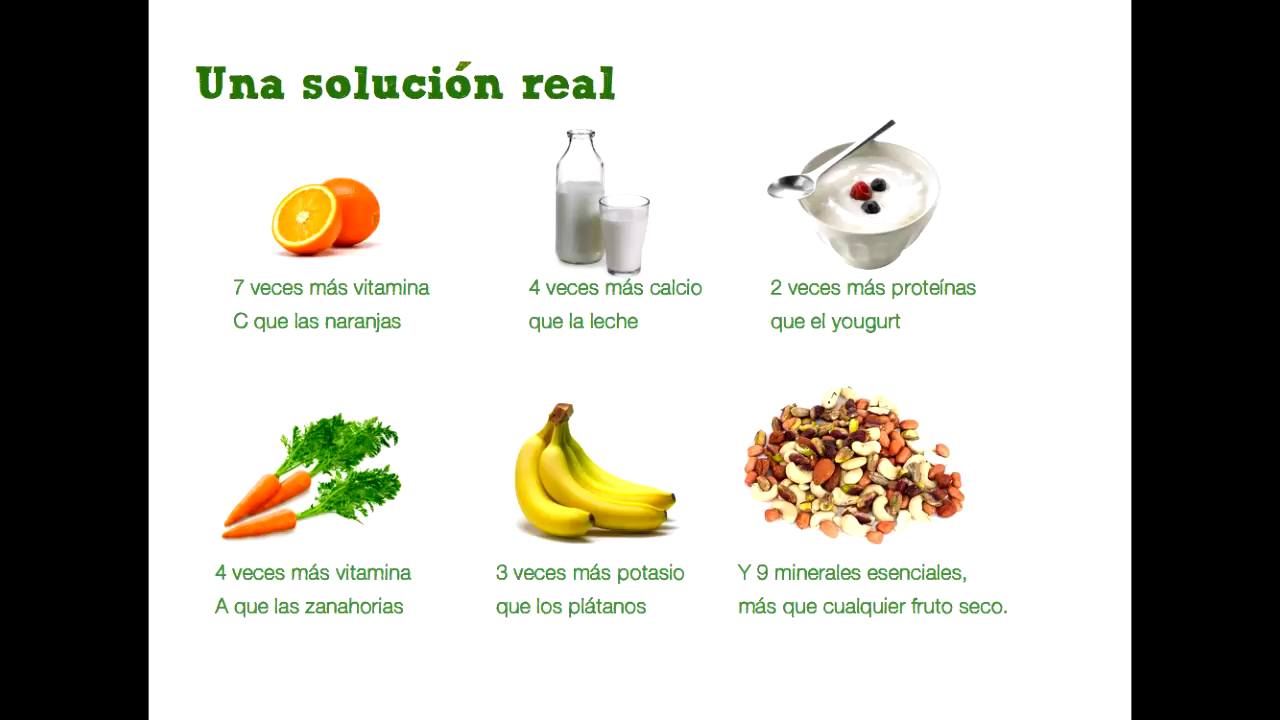 Una solución real
7 veces más vitamina
C que las naranjas
4 veces más calcio
que la leche
2 veces más proteínas
que el yougurt
4 veces más vitamina
A que las zanahorias
3 veces más potasio
que los plátanos
Y 9 minerales esenciales,
más que cualquier fruto seco.